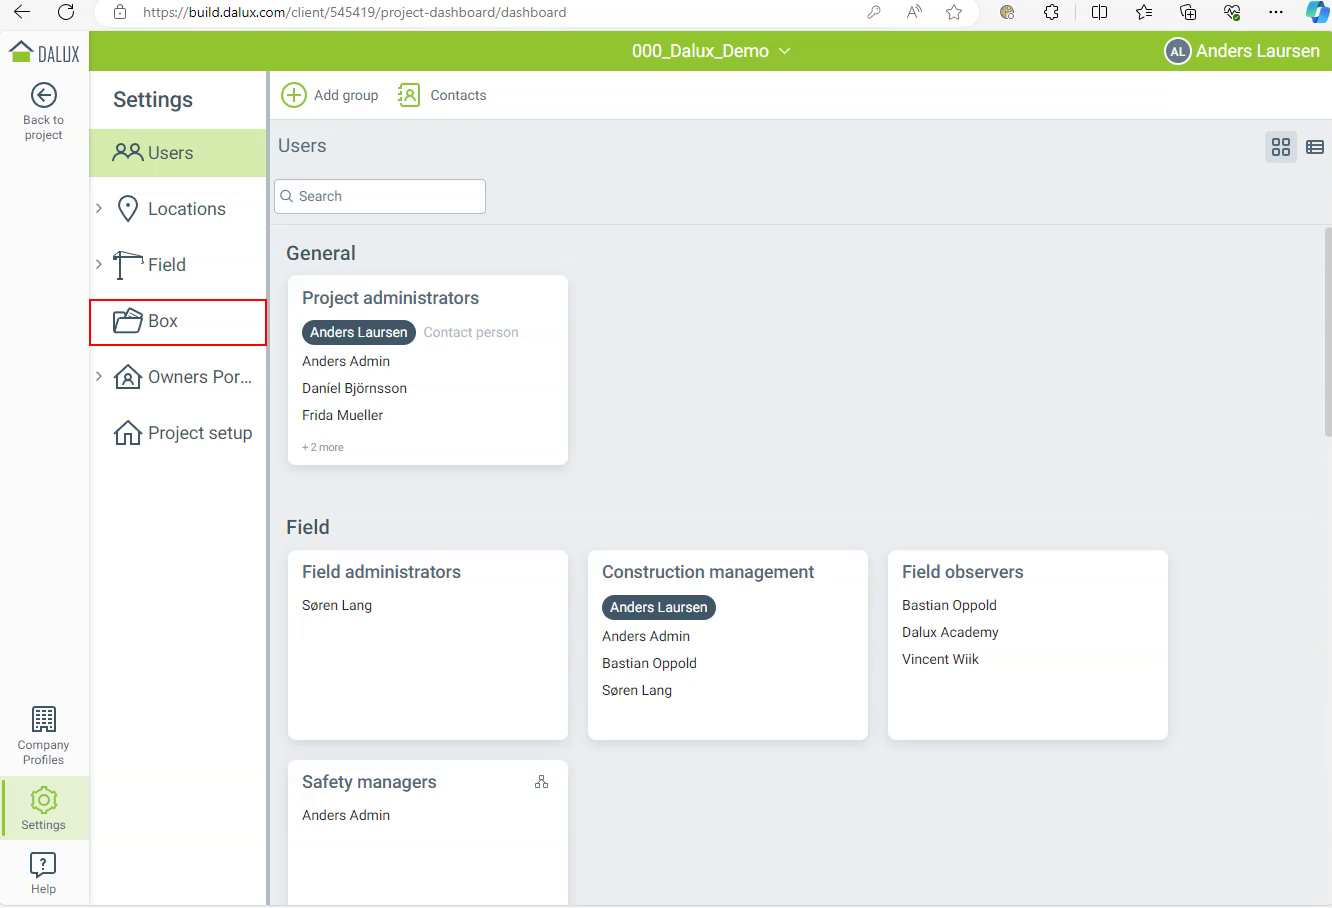 https://build.dalux.com/client/545419/project-dashboard/dashboard
DALUX
000_Dalux_Demo
AL Anders Laursen
Back to
project
Company
Profiles
Settings
Help
Settings
Users
Locations
Field
Box
Owners Por...
Project setup
Add group
Contacts
Users
Search
General
Project administrators
Anders Laursen Contact person
Anders Admin
Daníel Björnsson
Frida Mueller
+ 2 more
Field
Field administrators
Søren Lang
Construction management
Anders Laursen
Anders Admin
Bastian Oppold
Søren Lang
Field observers
Bastian Oppold
Dalux Academy
Vincent Wiik
Safety managers
Anders Admin